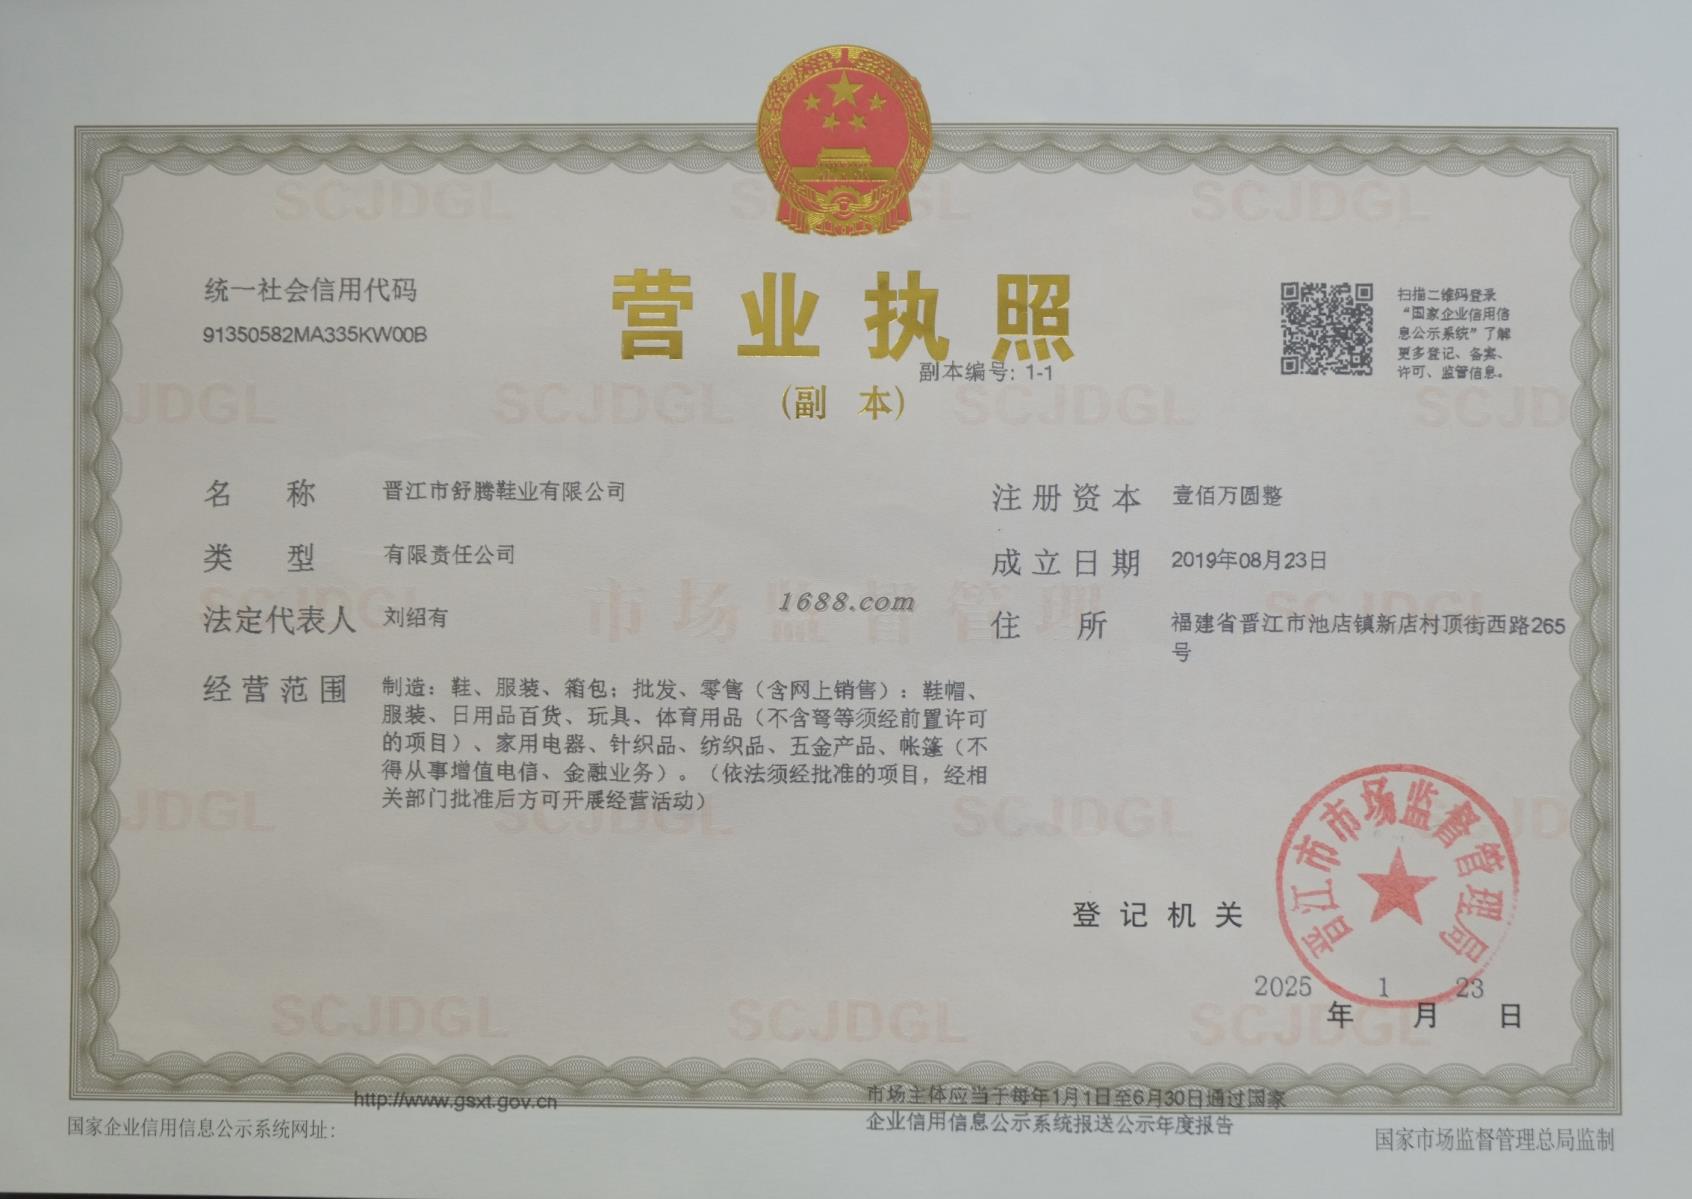 统一社会信用代码
91350582MA335KW00B
营业执照
副本编号：1-1
（副 本）
扫描二维码登录
“国家企业信用信
息公示系统”了解
更多登记、备案、
许可、监管信息。
名 称 晋江市舒腾鞋业有限公司
类 型 有限责任公司
法定代表人 刘绍有
经营范围 制造：鞋、服装、箱包；批发、零售（含网上销售）：鞋帽、
服装、日用品百货、玩具、体育用品（不含弩等须经前置许可
的项目）、家用电器、针织品、纺织品、五金产品、帐篷（不
得从事增值电信、金融业务）。（依法须经批准的项目，经相
关部门批准后方可开展经营活动）
注册资本 壹佰万圆整
成立日期 2019年08月23日
住 所 福建省晋江市池店镇新店村顶街西路265
号
市场监督管理
1688.com
SCJDGL
登记机关
晋江市市场监督管理局
2025年1月23日
http://www.gsxt.gov.cn
国家企业信用信息公示系统网址：
市场主体应当于每年1月1日至6月30日通过国家
企业信用信息公示系统报送公示年度报告
国家市场监督管理总局监制